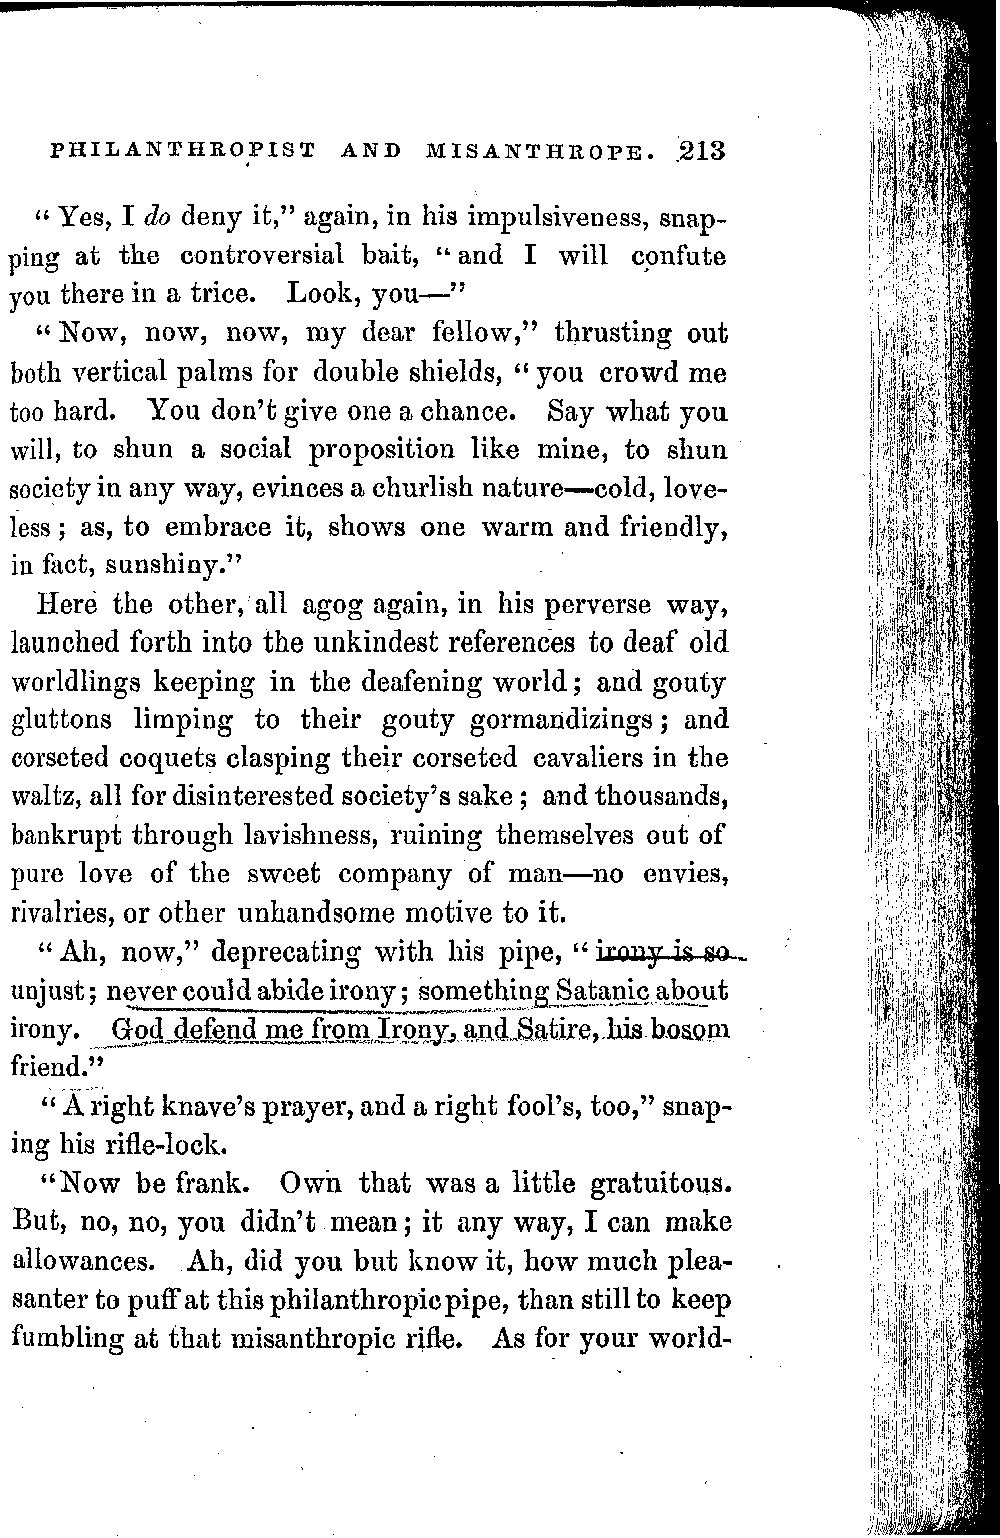 PHILANTHROPIST AND MISANTHROPE. 213
“Yes, I do deny it,” again, in his impulsiveness, snap-
ping at the controversial bait, “and I will confute
you there in a trice. Look, you—”
“Now, now, now, my dear fellow,” thrusting out
both vertical palms for double shields, “you crowd me
too hard. You don’t give one a chance. Say what you
will, to shun a social proposition like mine, to shun
society in any way, evinces a churlish nature—cold, love-
less; as, to embrace it, shows one warm and friendly,
in fact, sunshiny.”
Here the other, all agog again, in his perverse way,
launched forth into the unkindest references to deaf old
worldlings keeping in the deafening world; and gouty
gluttons limping to their gouty gormandizings; and
corseted coquets clasping their corseted cavaliers in the
waltz, all for disinterested society’s sake; and thousands,
bankrupt through lavishness, ruining themselves out of
pure love of the sweet company of man—no envies,
rivalries, or other unhandsome motive to it.
“Ah, now,” deprecating with his pipe, “irony is so
unjust; never could abide irony; something Satanic about
irony. God defend me from Irony, and Satire, his bosom
friend.”
“A right knave’s prayer, and a right fool’s, too,” snap-
ing his rifle-lock.
“Now be frank. Own that was a little gratuitous.
But, no, no, you didn’t mean; it any way, I can make
allowances. Ah, did you but know it, how much plea-
santer to puff at this philanthropic pipe, than still to keep
fumbling at that misanthropic rifle. As for your world-